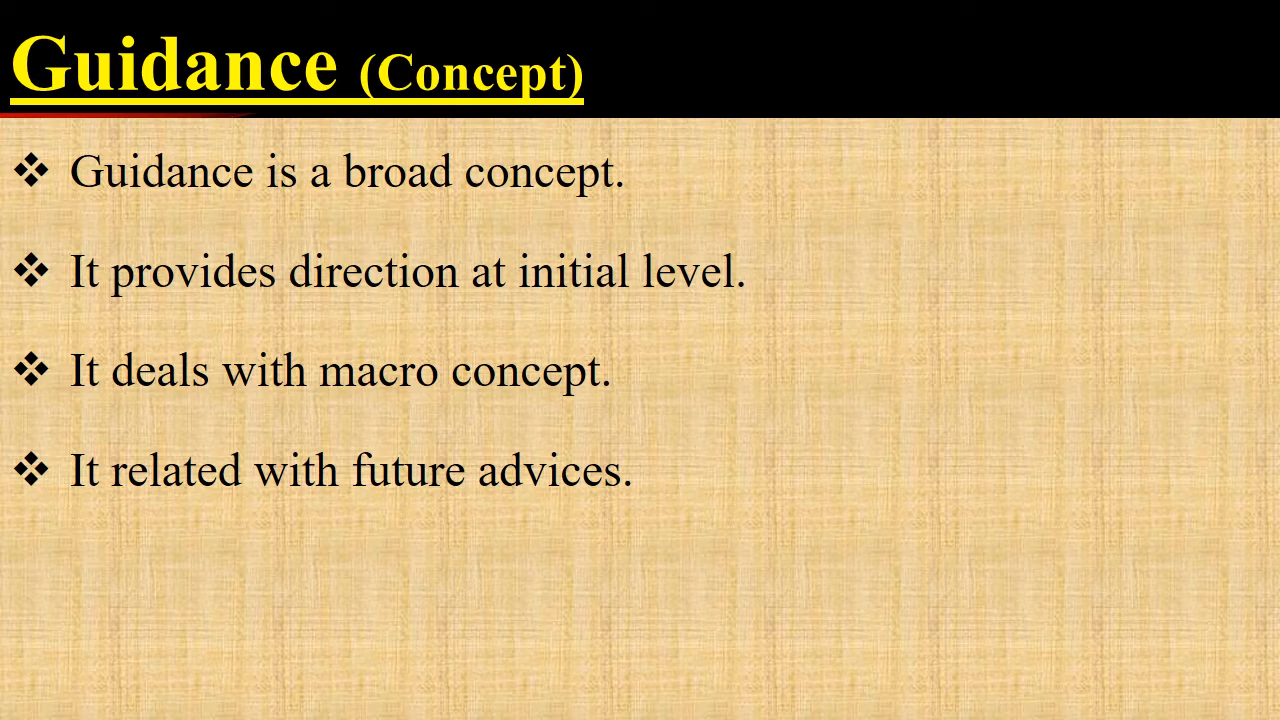 Guidance (Concept)
❖ Guidance is a broad concept.
❖ It provides direction at initial level.
❖ It deals with macro concept.
❖ It related with future advices.